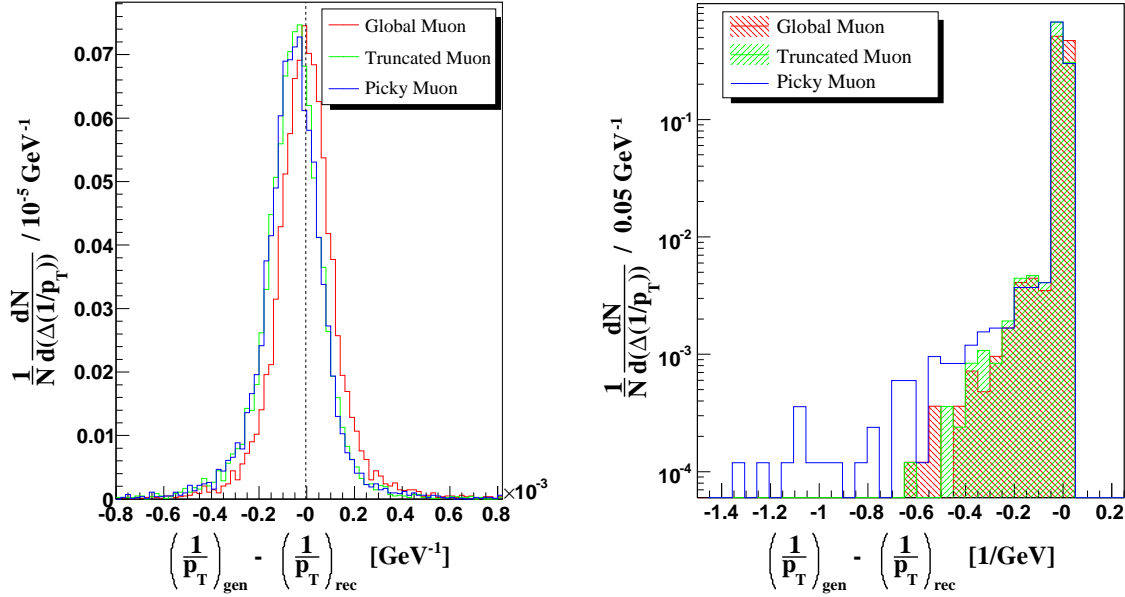 Global Muon
Truncated Muon
Picky Muon
1/N dN/d(Δ(1/p_T)) / 10^-5 GeV^-1
0.07
0.06
0.05
0.04
0.03
0.02
0.01
0
-0.8 -0.6 -0.4 -0.2 -0 0.2 0.4 0.6 0.8
×10^-3
(1/p_T)_gen - (1/p_T)_rec [GeV^-1]
Global Muon
Truncated Muon
Picky Muon
1/N dN/d(Δ(1/p_T)) / 0.05 GeV^-1
10^-1
10^-2
10^-3
10^-4
-1.4 -1.2 -1 -0.8 -0.6 -0.4 -0.2 -0 0.2
(1/p_T)_gen - (1/p_T)_rec [1/GeV]